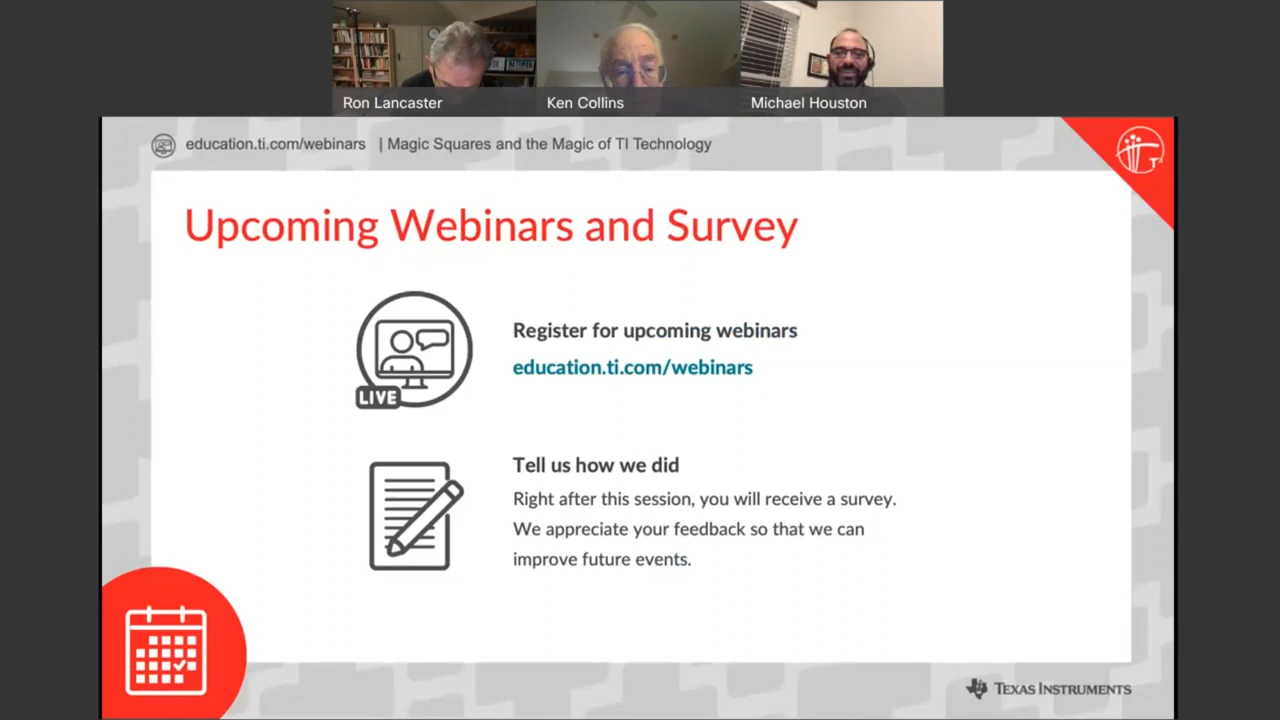 Ron Lancaster
Ken Collins
Michael Houston
education.ti.com/webinars | Magic Squares and the Magic of TI Technology
Upcoming Webinars and Survey
Register for upcoming webinars
education.ti.com/webinars
LIVE
Tell us how we did
Right after this session, you will receive a survey.
We appreciate your feedback so that we can
improve future events.
TEXAS INSTRUMENTS